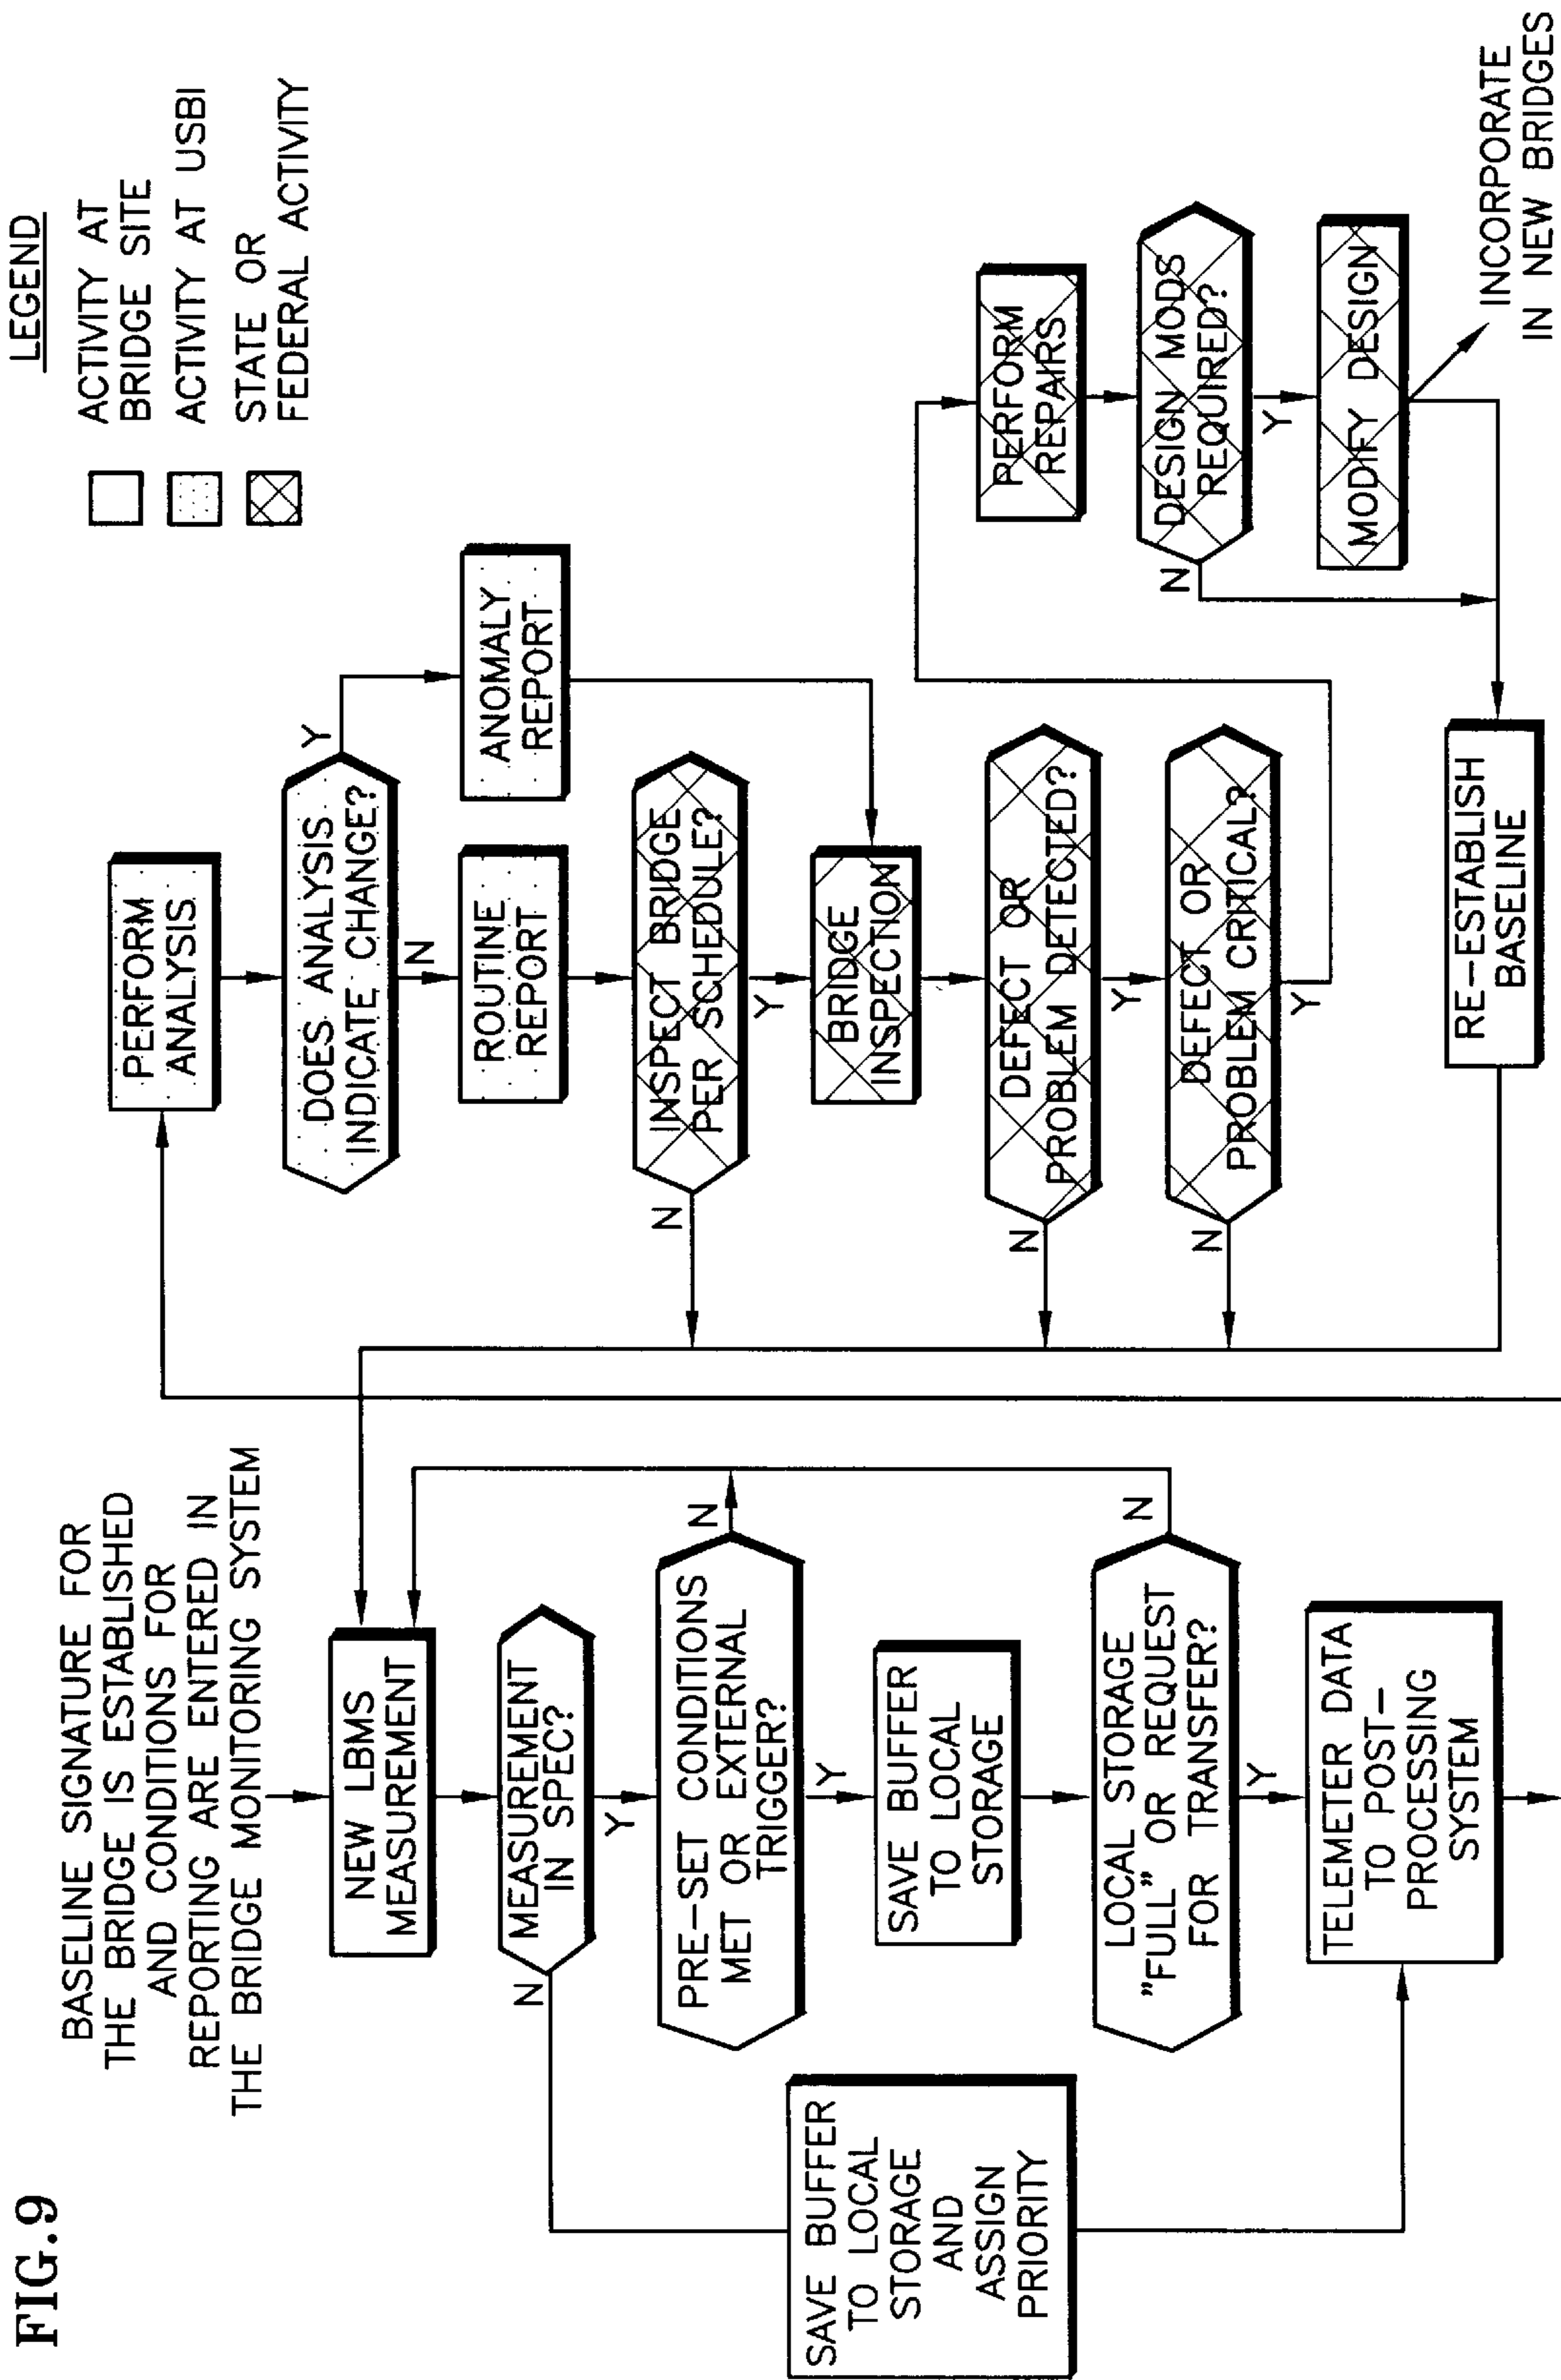 FIG.9
BASELINE SIGNATURE FOR
THE BRIDGE IS ESTABLISHED
AND CONDITIONS FOR
REPORTING ARE ENTERED IN
THE BRIDGE MONITORING SYSTEM
NEW LBMS
MEASUREMENT
MEASUREMENT
IN SPEC?
N
Y
PRE-SET CONDITIONS
MET OR EXTERNAL
TRIGGER?
N
Y
SAVE BUFFER
TO LOCAL
STORAGE
SAVE BUFFER
TO LOCAL
STORAGE
AND
ASSIGN
PRIORITY
LOCAL STORAGE
"FULL" OR REQUEST
FOR TRANSFER?
N
Y
TELEMETER DATA
TO POST-
PROCESSING
SYSTEM
PERFORM
ANALYSIS
DOES ANALYSIS
INDICATE CHANGE?
Y
N
ROUTINE
REPORT
ANOMALY
REPORT
INSPECT BRIDGE
PER SCHEDULE?
N
Y
BRIDGE
INSPECTION
DEFECT OR
PROBLEM DETECTED?
N
Y
DEFECT OR
PROBLEM CRITICAL?
N
Y
PERFORM
REPAIRS
DESIGN MODS
REQUIRED?
N
Y
MODIFY DESIGN
INCORPORATE
IN NEW BRIDGES
RE-ESTABLISH
BASELINE
LEGEND
ACTIVITY AT
BRIDGE SITE
ACTIVITY AT USBI
STATE OR
FEDERAL ACTIVITY